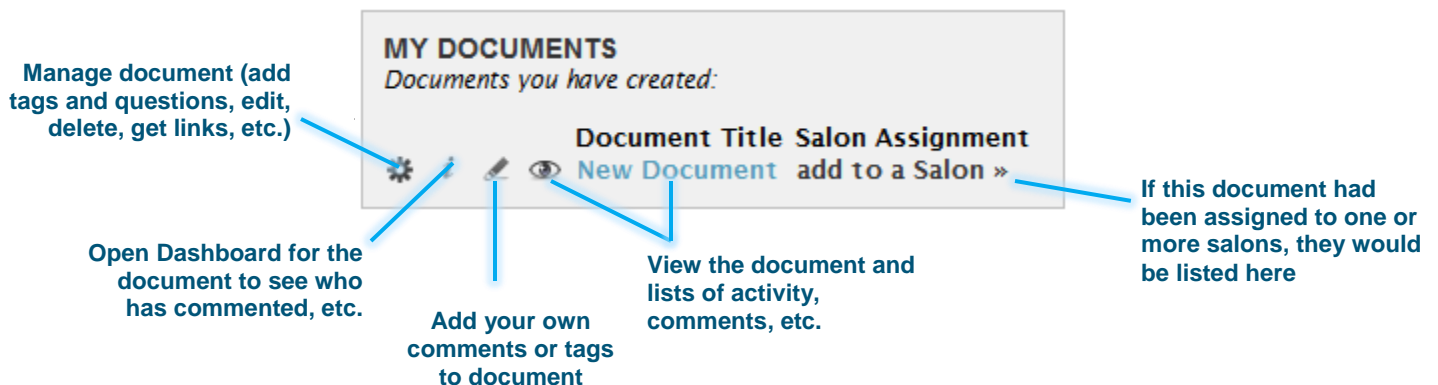 MY DOCUMENTS
Documents you have created:
Manage document (add
tags and questions, edit,
delete, get links, etc.)
Document Title Salon Assignment
New Document add to a Salon »
If this document had
been assigned to one or
more salons, they would
be listed here
Open Dashboard for the
document to see who
has commented, etc.
View the document and
lists of activity,
comments, etc.
Add your own
comments or tags
to document